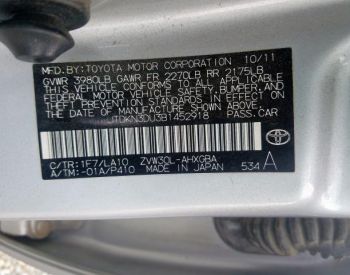 MFD. BY: TOYOTA MOTOR CORPORATION 10/11
GVWR 3980LB GAWR FR 2270LB RR 2175LB
THIS VEHICLE CONFORMS TO ALL APPLICABLE
FEDERAL MOTOR VEHICLE SAFETY, BUMPER, AND
THEFT PREVENTION STANDARDS IN EFFECT ON
THE DATE OF MANUFACTURE SHOWN ABOVE.
JTDKN3DU3B1452918 PASS. CAR
C/TR: 1F7/LA10 ZVW30L-AHXGBA
A/TM: -01A/P410 MADE IN JAPAN 534 A
TOYOTA